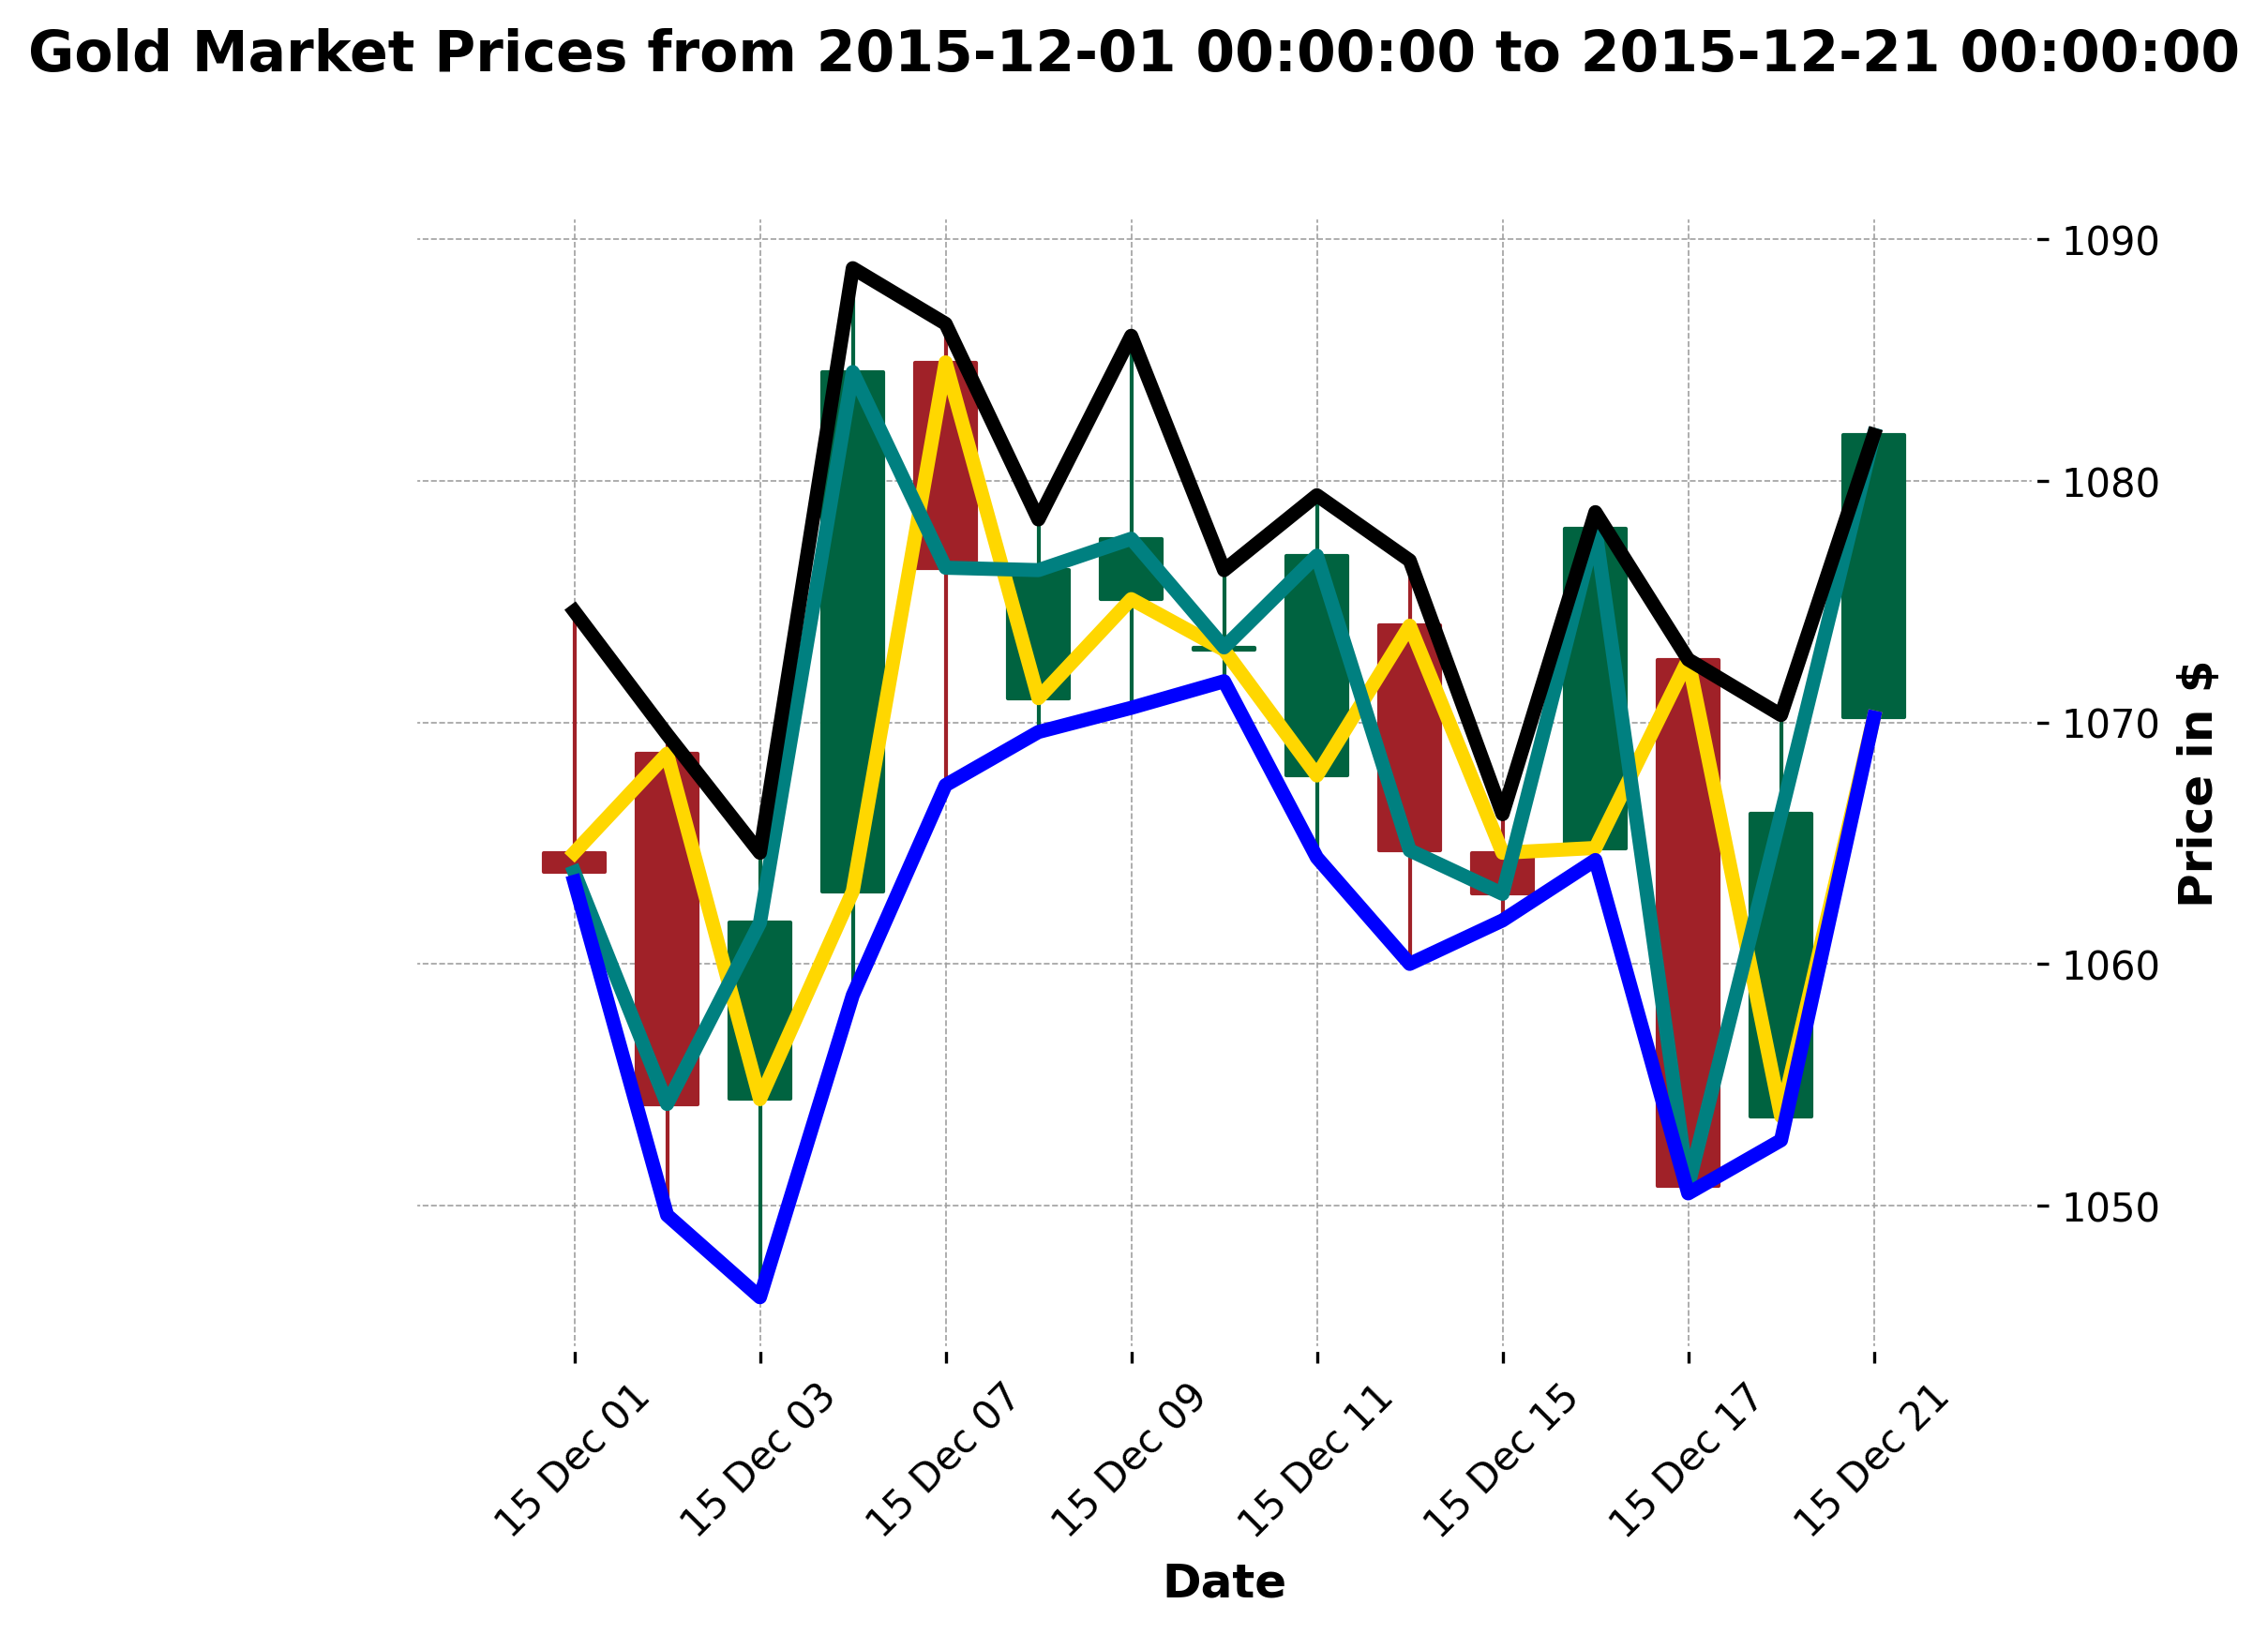 Gold Market Prices from 2015-12-01 00:00:00 to 2015-12-21 00:00:00
1090
1080
1070
1060
1050
Price in $
15 Dec 01
15 Dec 03
15 Dec 07
15 Dec 09
15 Dec 11
15 Dec 15
15 Dec 17
15 Dec 21
Date